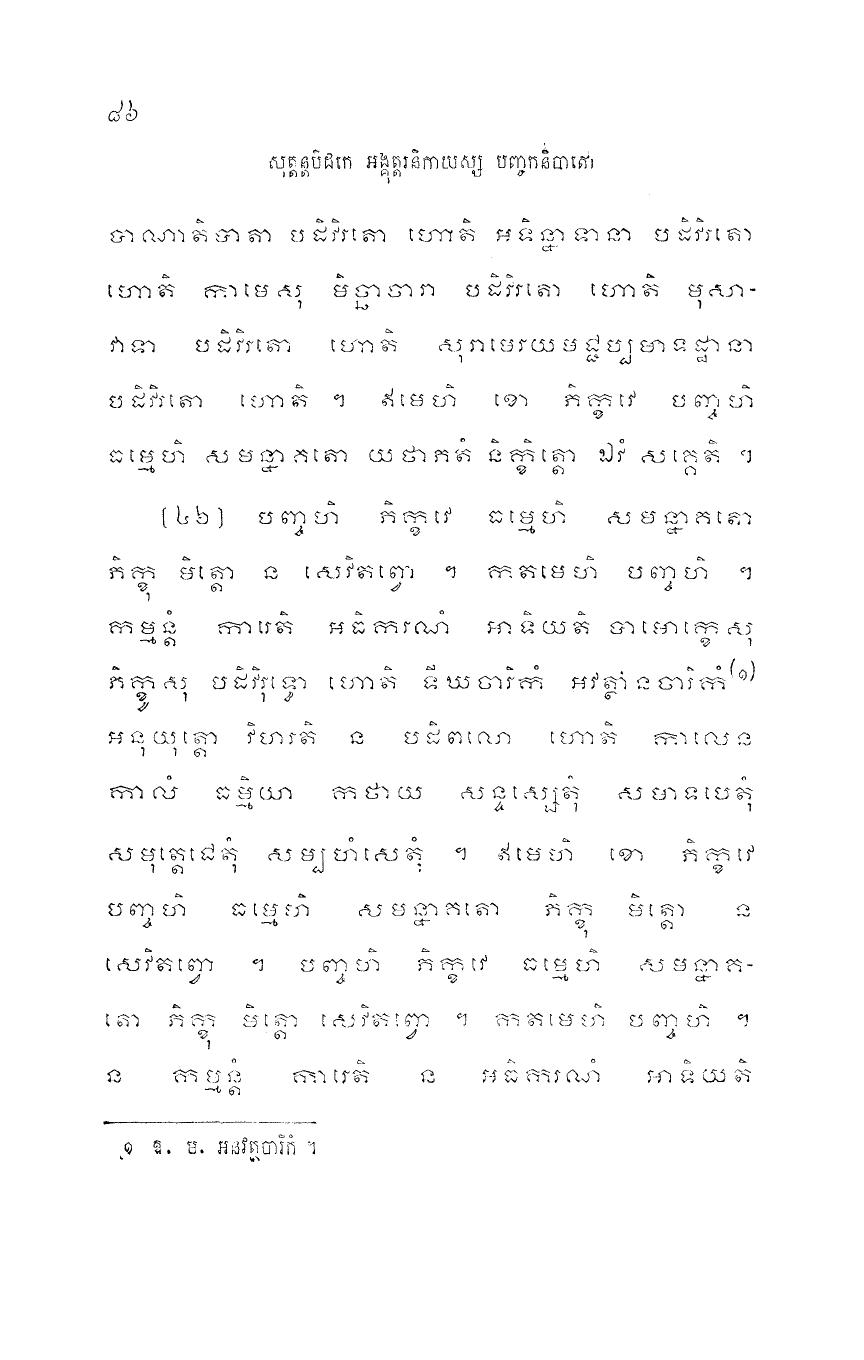 ៨៦
សុត្តន្តបិដកេ អង្គុត្តរនិកាយស្ស បញ្ចកនិបាតោ
បាណាតិបាតា បដិវិរតោ ហោតិ អទិន្នាទានា បដិវិរតោ
ហោតិ កាមេសុ មិច្ឆាចារា បដិវិរតោ ហោតិ មុសា-
វាទា បដិវិរតោ ហោតិ សុរាមេរយមជ្ជប្បមាទដ្ឋានា
បដិវិរតោ ហោតិ ។ ឥមេហិ ខោ ភិក្ខវេ បញ្ចហិ
ធម្មេហិ សមន្នាគតោ យថាភតំ និក្ខិត្តោ ឯវំ សគ្គេតិ ។
(៤៦) បញ្ចហិ ភិក្ខវេ ធម្មេហិ សមន្នាគតោ
ភិក្ខុ មិត្តោ ន សេវិតព្វោ ។ កតមេហិ បញ្ចហិ ។
កម្មន្តំ ការេតិ អធិករណំ អាទិយតិ បាមោក្ខេសុ
ភិក្ខូសុ បដិវិរុទ្ធោ ហោតិ ទីឃចារិកំ អវត្ថានចារិកំ(១)
អនុយុត្តោ វិហរតិ ន បដិពលោ ហោតិ កាលេន
កាលំ ធម្មិយា កថាយ សន្ទស្សេតុំ សមាទបេតុំ
សមុត្តេជេតុំ សម្បហំសេតុំ ។ ឥមេហិ ខោ ភិក្ខវេ
បញ្ចហិ ធម្មេហិ សមន្នាគតោ ភិក្ខុ មិត្តោ ន
សេវិតព្វោ ។ បញ្ចហិ ភិក្ខវេ ធម្មេហិ សមន្នាគ-
តោ ភិក្ខុ មិត្តោ សេវិតព្វោ ។ កតមេហិ បញ្ចហិ ។
ន កម្មន្តំ ការេតិ ន អធិករណំ អាទិយតិ
១ ឱ. ម. អនវត្ថចារិកំ ។